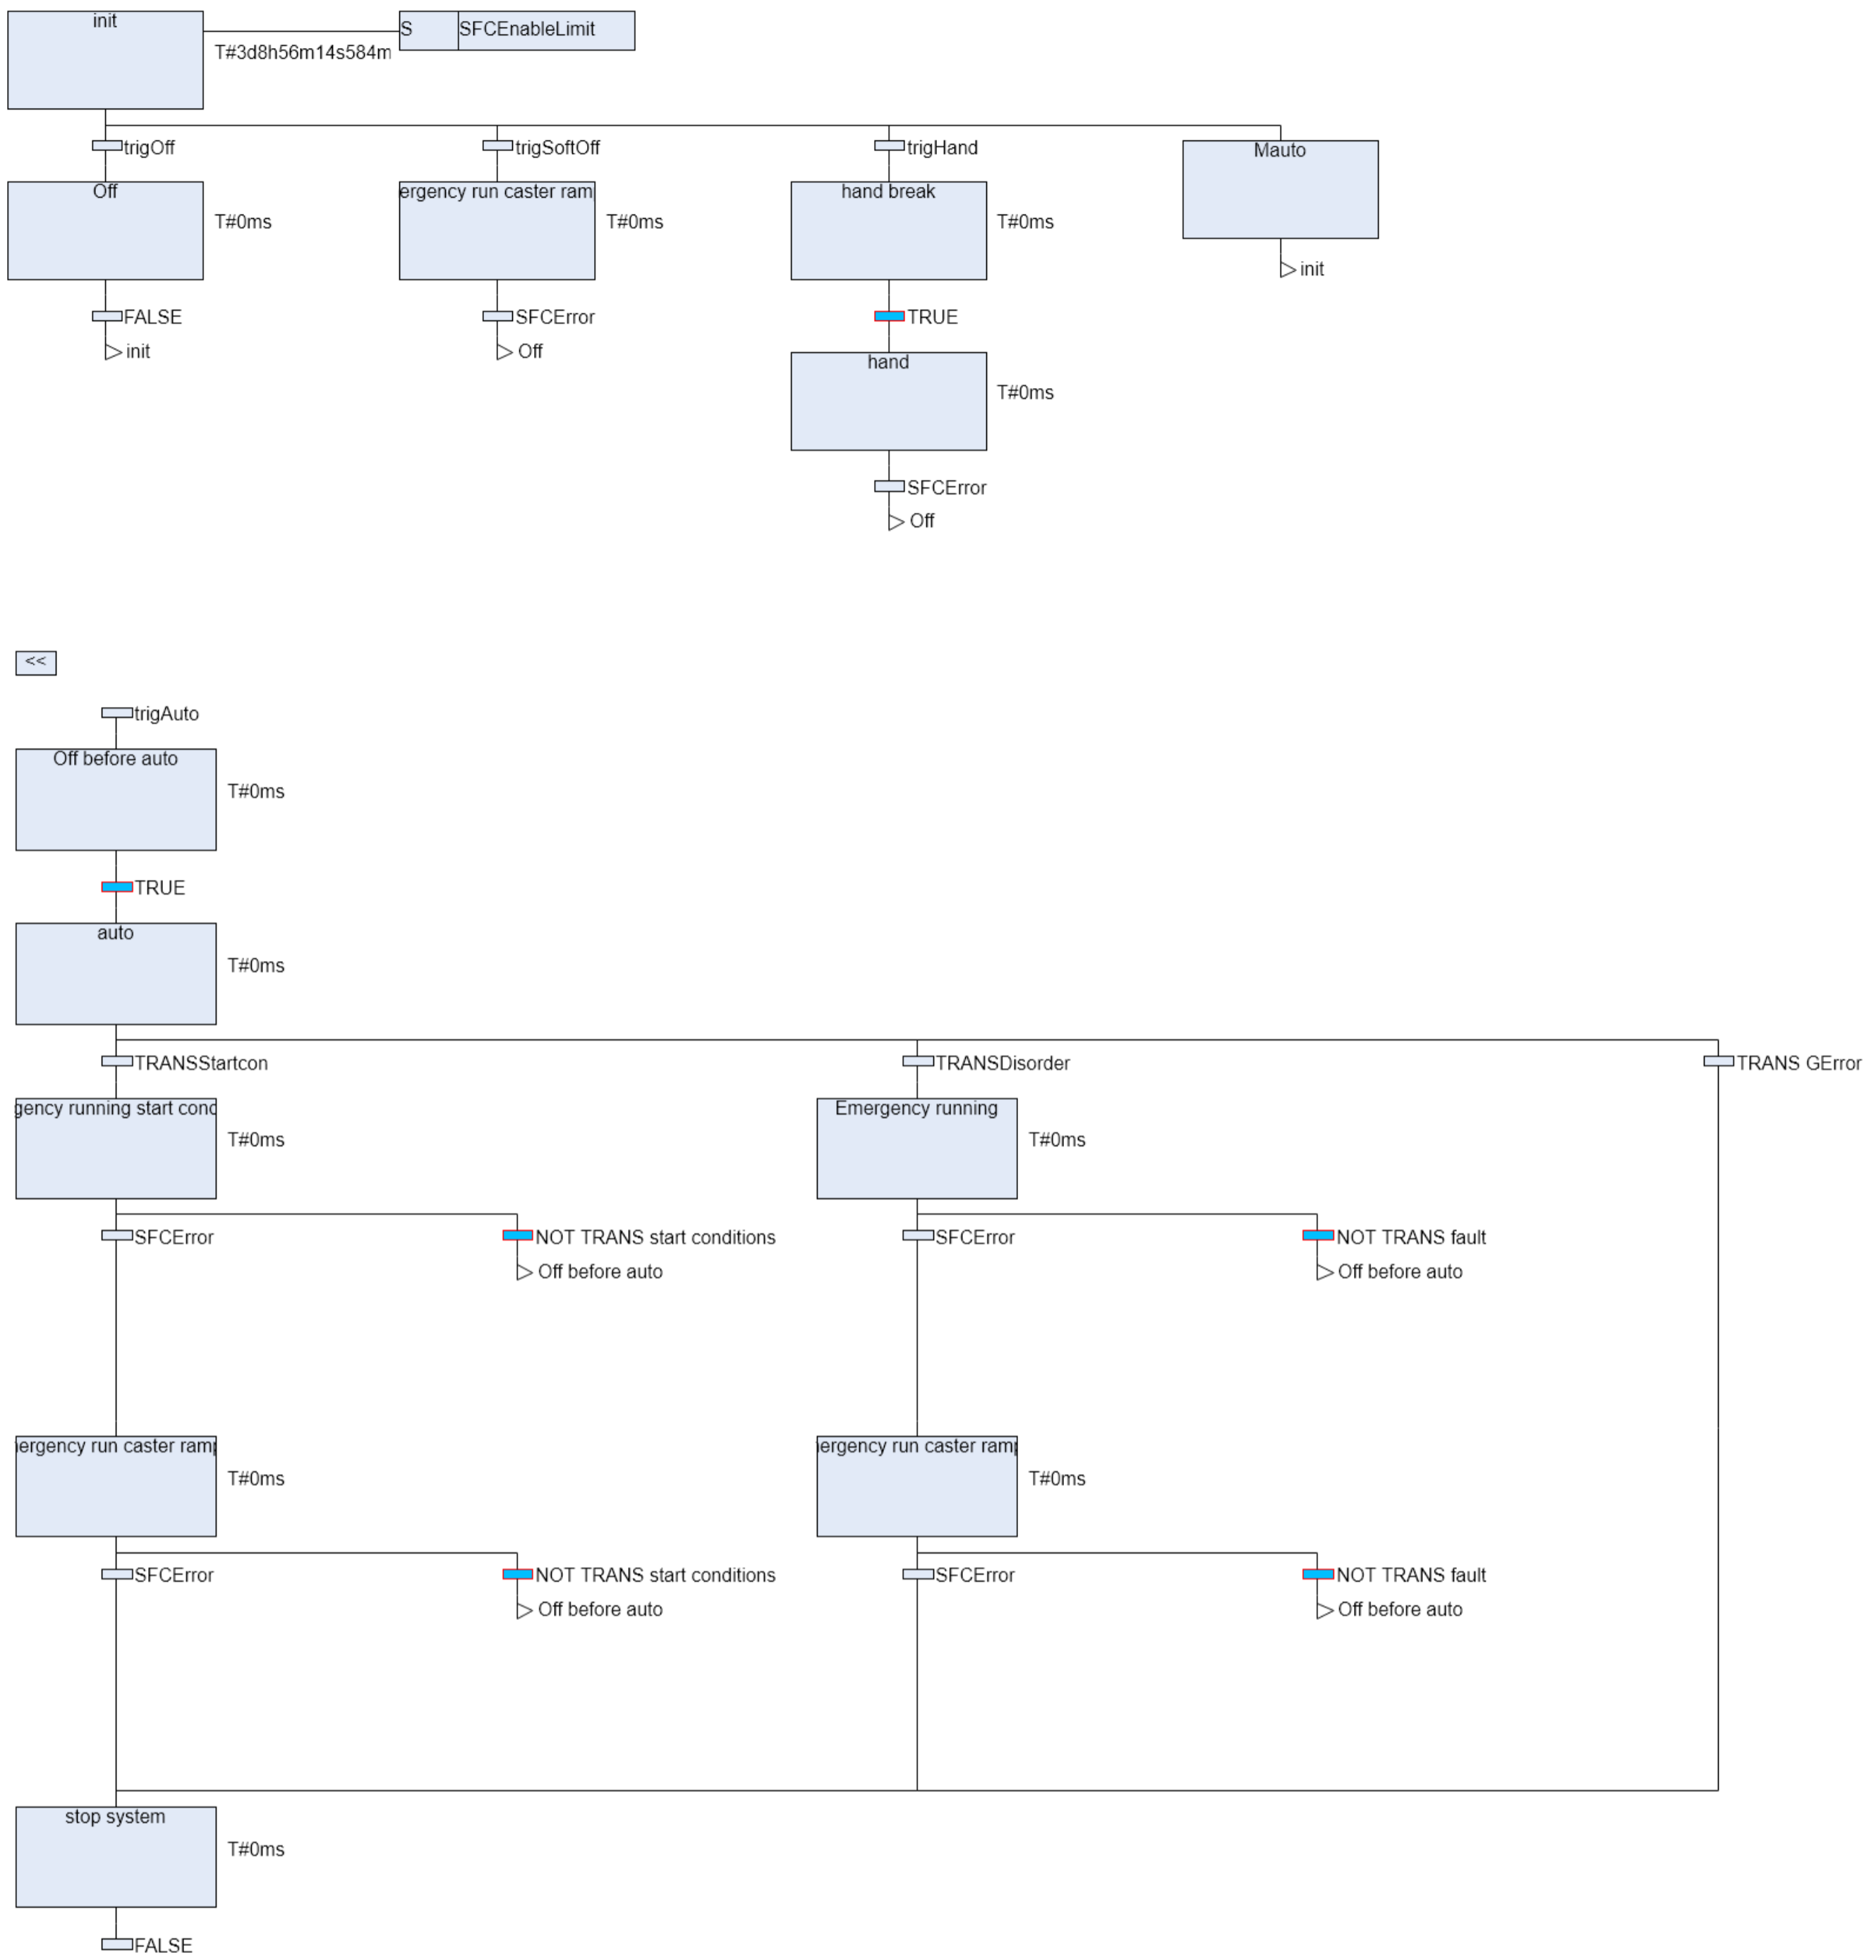 init
S SFCEnableLimit
T#3d8h56m14s584m
trigOff trigSoftOff trigHand Mauto
Off ergency run caster ram hand break
T#0ms T#0ms T#0ms
init
FALSE SFCError TRUE
init Off
hand
T#0ms
SFCError
Off
<<
trigAuto
Off before auto
T#0ms
TRUE
auto
T#0ms
TRANSStartcon TRANSDisorder TRANS GError
gency running start cond Emergency running
T#0ms T#0ms
SFCError NOT TRANS start conditions SFCError NOT TRANS fault
Off before auto Off before auto
ergency run caster ramp ergency run caster ramp
T#0ms T#0ms
SFCError NOT TRANS start conditions SFCError NOT TRANS fault
Off before auto Off before auto
stop system
T#0ms
FALSE